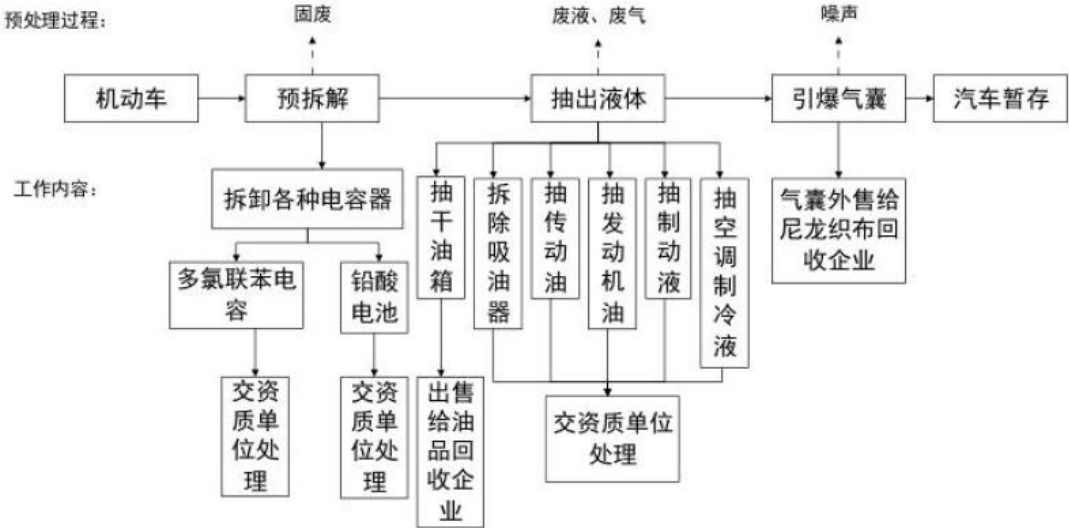 预处理过程:
固废
废液、废气
噪声
机动车
预拆解
抽出液体
引爆气囊
汽车暂存
工作内容:
拆卸各种电容器
抽干油箱
拆除吸油器
抽传动油
抽发动机油
抽制动液
抽空调制冷液
气囊外售给
尼龙织布回
收企业
多氯联苯电
容
铅酸
电池
交资
质单
位处
理
交资
质单
位处
理
出售
给油
品回
收企
业
交资质单位
处理